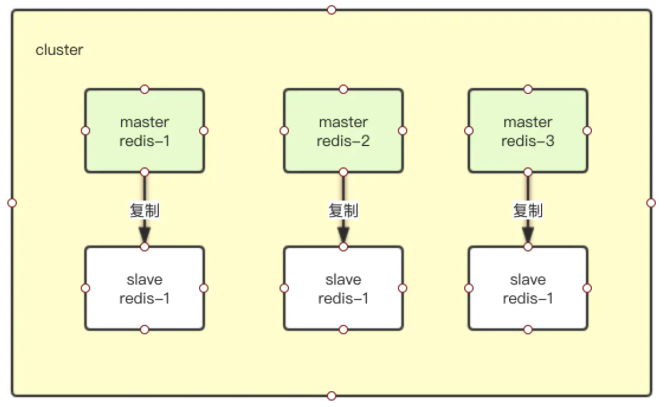 cluster
master
redis-1
master
redis-2
master
redis-3
复制
复制
复制
slave
redis-1
slave
redis-1
slave
redis-1